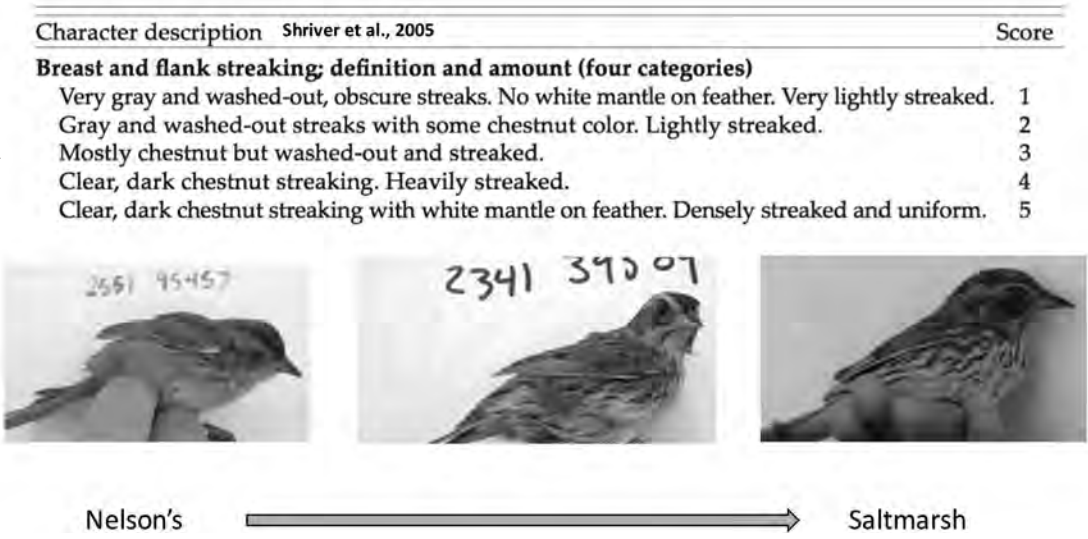 Character description Shriver et al., 2005 Score
Breast and flank streaking; definition and amount (four categories)
Very gray and washed-out, obscure streaks. No white mantle on feather. Very lightly streaked. 1
Gray and washed-out streaks with some chestnut color. Lightly streaked. 2
Mostly chestnut but washed-out and streaked. 3
Clear, dark chestnut streaking. Heavily streaked. 4
Clear, dark chestnut streaking with white mantle on feather. Densely streaked and uniform. 5
95457
2341
Nelson's Saltmarsh